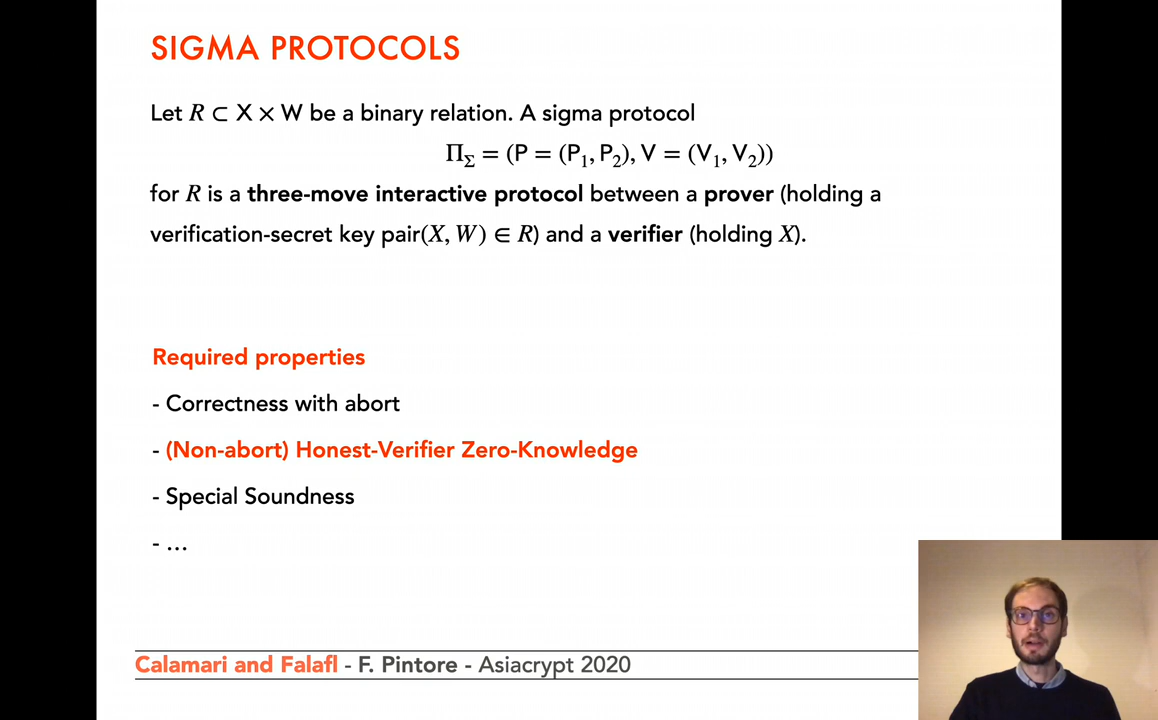 SIGMA PROTOCOLS
Let R ⊂ X × W be a binary relation. A sigma protocol
Π_Σ = (P = (P₁, P₂), V = (V₁, V₂))
for R is a three-move interactive protocol between a prover (holding a
verification-secret key pair(X, W) ∈ R) and a verifier (holding X).
Required properties
- Correctness with abort
- (Non-abort) Honest-Verifier Zero-Knowledge
- Special Soundness
- …
Calamari and Falafl - F. Pintore - Asiacrypt 2020